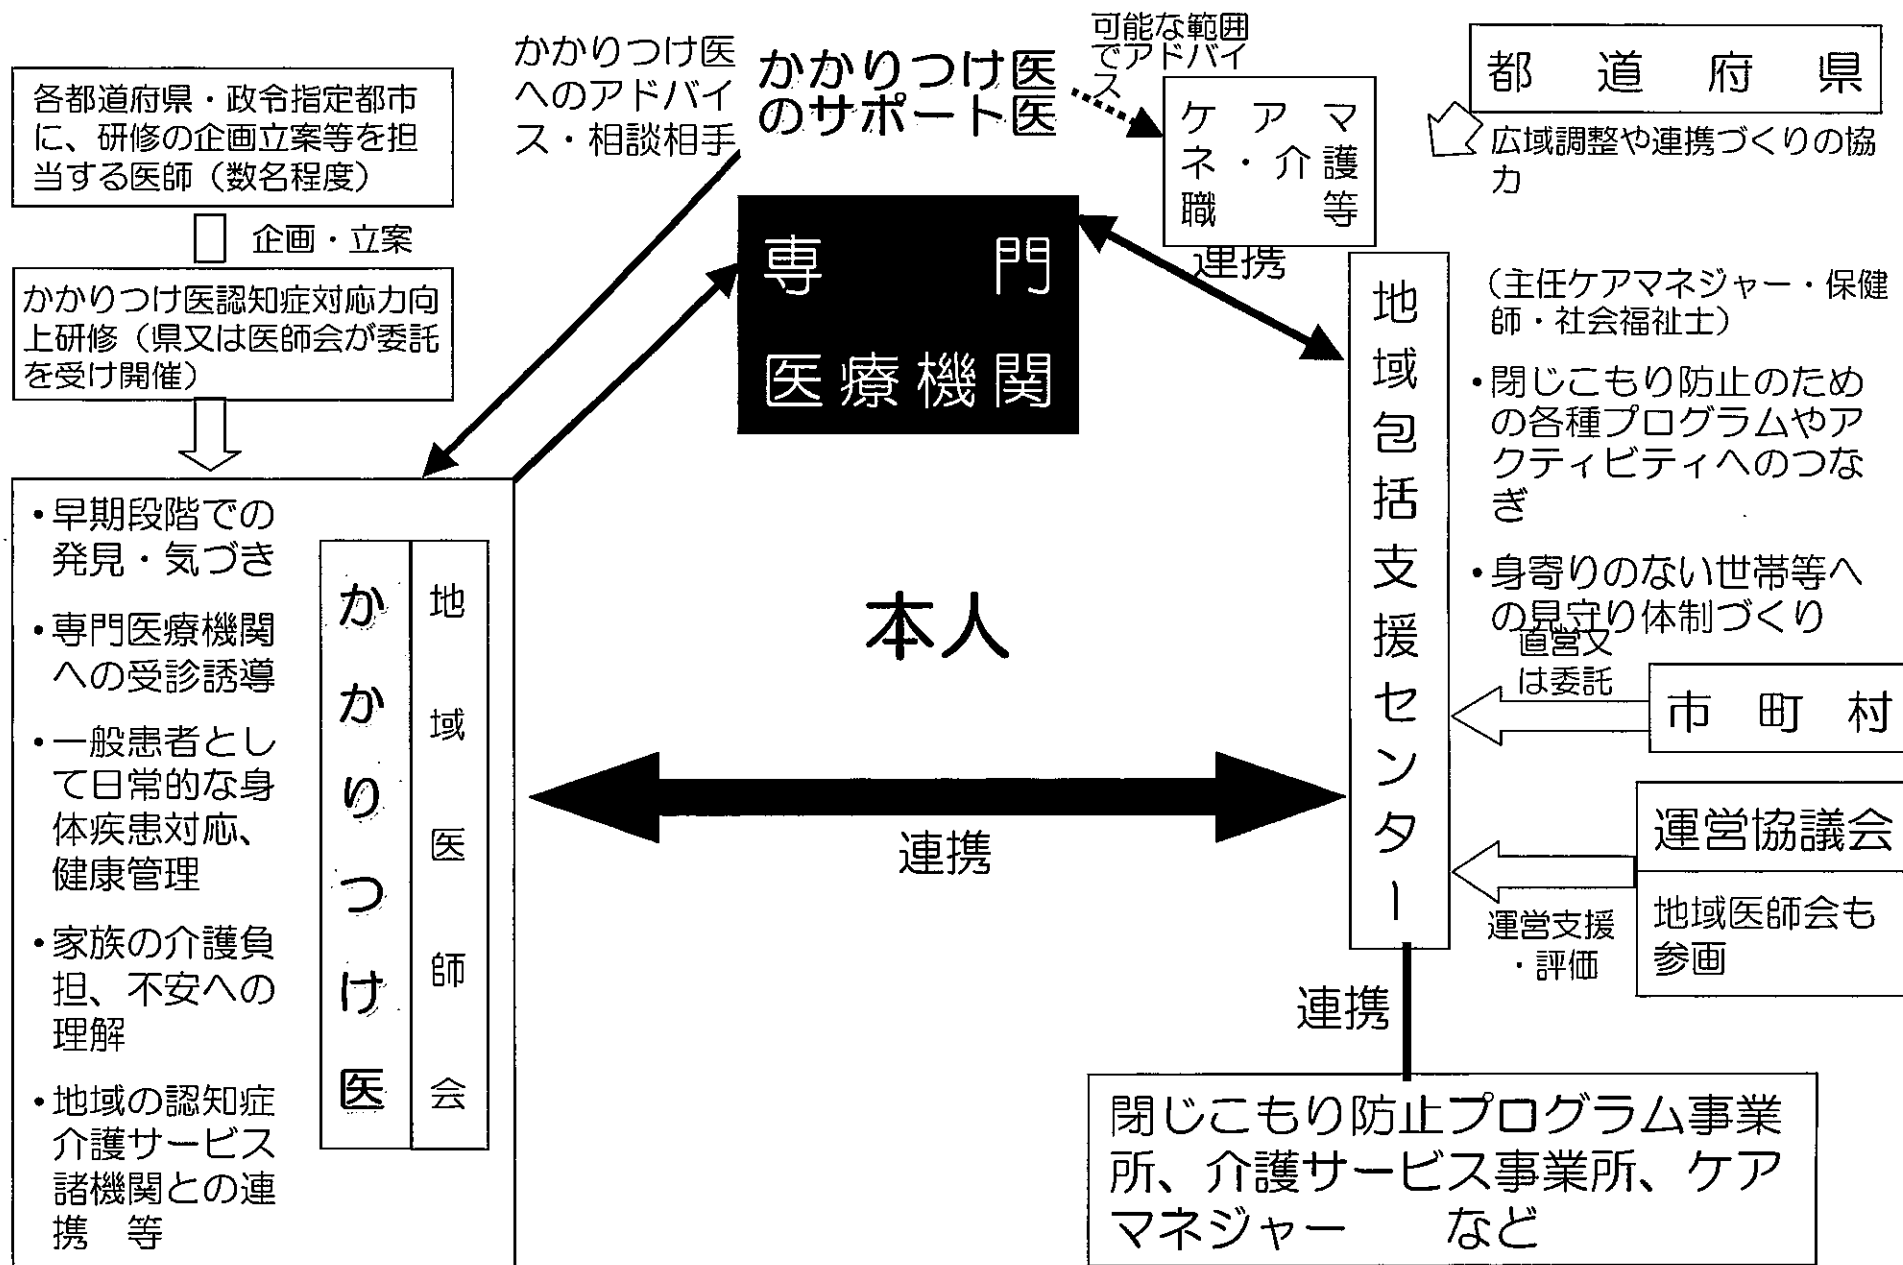 各都道府県・政令指定都市
に、研修の企画立案等を担
当する医師（数名程度）
企画・立案
かかりつけ医認知症対応力向
上研修（県又は医師会が委託
を受け開催）
かかりつけ医
へのアドバイ
ス・相談相手
かかりつけ医
のサポート医
可能な範囲
でアドバイ
ス
ケアマ
ネ・介護
職等
都道府県
広域調整や連携づくりの協
力
専門
医療機関
連携
地域包括支援センター
（主任ケアマネジャー・保健
師・社会福祉士）
・閉じこもり防止のため
の各種プログラムやア
クティビティへのつな
ぎ
・身寄りのない世帯等へ
の見守り体制づくり
直営又
は委託
市町村
運営協議会
地域医師会も
参画
運営支援
・評価
・早期段階での
発見・気づき
・専門医療機関
への受診誘導
・一般患者とし
て日常的な身
体疾患対応、
健康管理
・家族の介護負
担、不安への
理解
・地域の認知症
介護サービス
諸機関との連
携　等
かかりつけ医
地域医師会
本人
連携
連携
閉じこもり防止プログラム事業
所、介護サービス事業所、ケア
マネジャー　　など